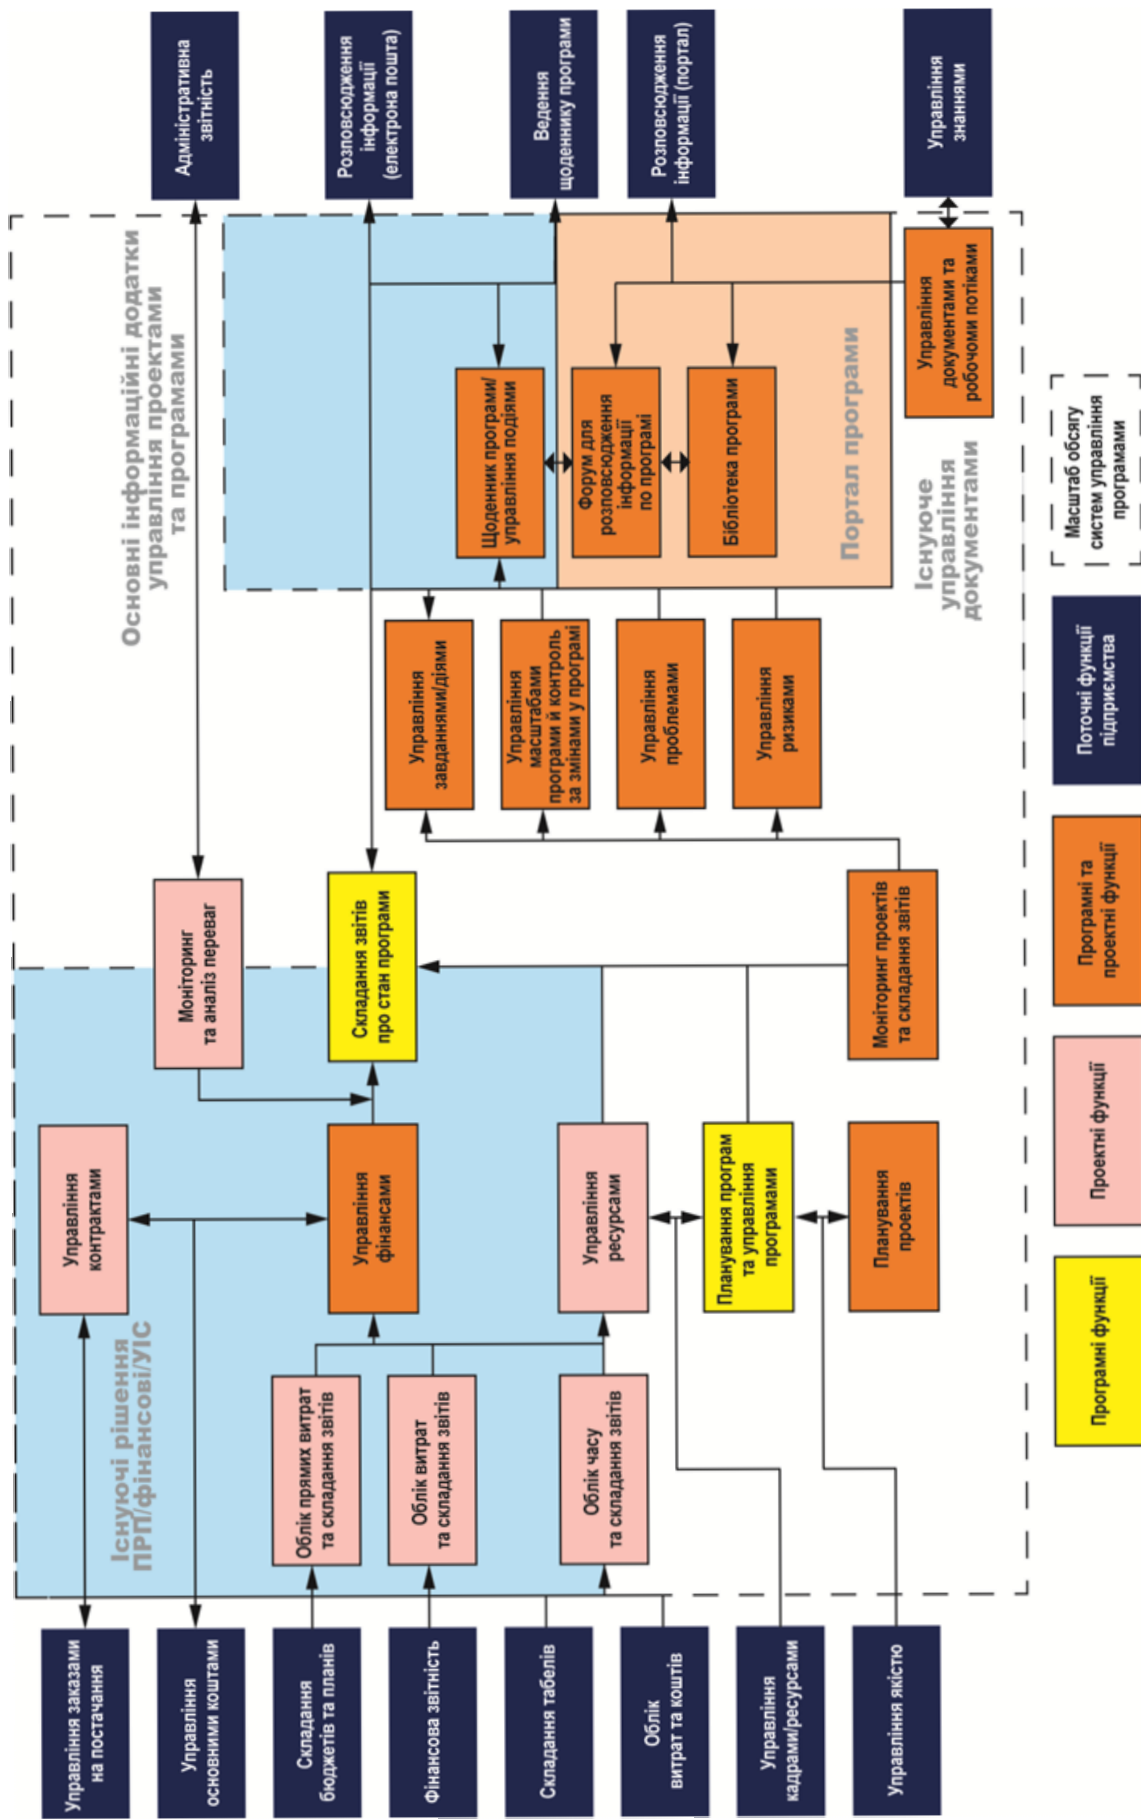 Управління заказами
на постачання
Управління
основними коштами
Складання
бюджетів та планів
Фінансова звітність
Складання табелів
Облік
витрат та коштів
Управління
кадрами/ресурсами
Управління якістю
Існуючі рішення
ПРП/фінансові/УІС
Облік прямих витрат
та складання звітів
Облік витрат
та складання звітів
Облік часу
та складання звітів
Управління
контрактами
Управління
фінансами
Управління
ресурсами
Планування програм
та управління
програмами
Планування
проектів
Моніторинг
та аналіз переваг
Складання звітів
про стан програми
Моніторинг проектів
та складання звітів
Основні інформаційні додатки
управління проектами
та програмами
Управління
завданнями/діями
Управління
масштабами
програми й контроль
за змінами у програмі
Управління
проблемами
Управління
ризиками
Щоденник програми/
управління подіями
Форум для
розповсюдження
інформації
по програмі
Бібліотека програми
Портал програми
Існуюче
управління
документами
Управління
документами та
робочоми потіками
Адміністративна
звітність
Розповсюдження
інформації
(електрона пошта)
Ведення
щоденнику програми
Розповсюдження
інформації (портал)
Управління
знаннями
Програмні функції
Проектні функції
Програмні та
проектні функції
Поточні функції
підприємства
Масштаб обсягу
систем управління
програмами